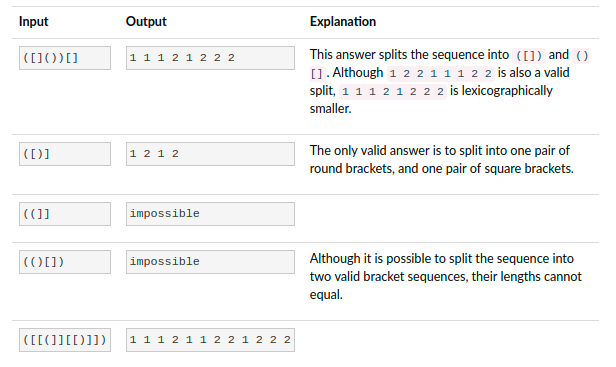 Input Output Explanation
([]())[] 1 1 1 2 1 2 2 2 This answer splits the sequence into ([]) and ()
[]. Although 1 2 2 1 1 1 2 2 is also a valid
split, 1 1 1 2 1 2 2 2 is lexicographically
smaller.
([)] 1 2 1 2 The only valid answer is to split into one pair of
round brackets, and one pair of square brackets.
((]] impossible
(()[]) impossible Although it is possible to split the sequence into
two valid bracket sequences, their lengths cannot
equal.
([[(]][[)]]) 1 1 1 2 1 1 2 2 1 2 2 2